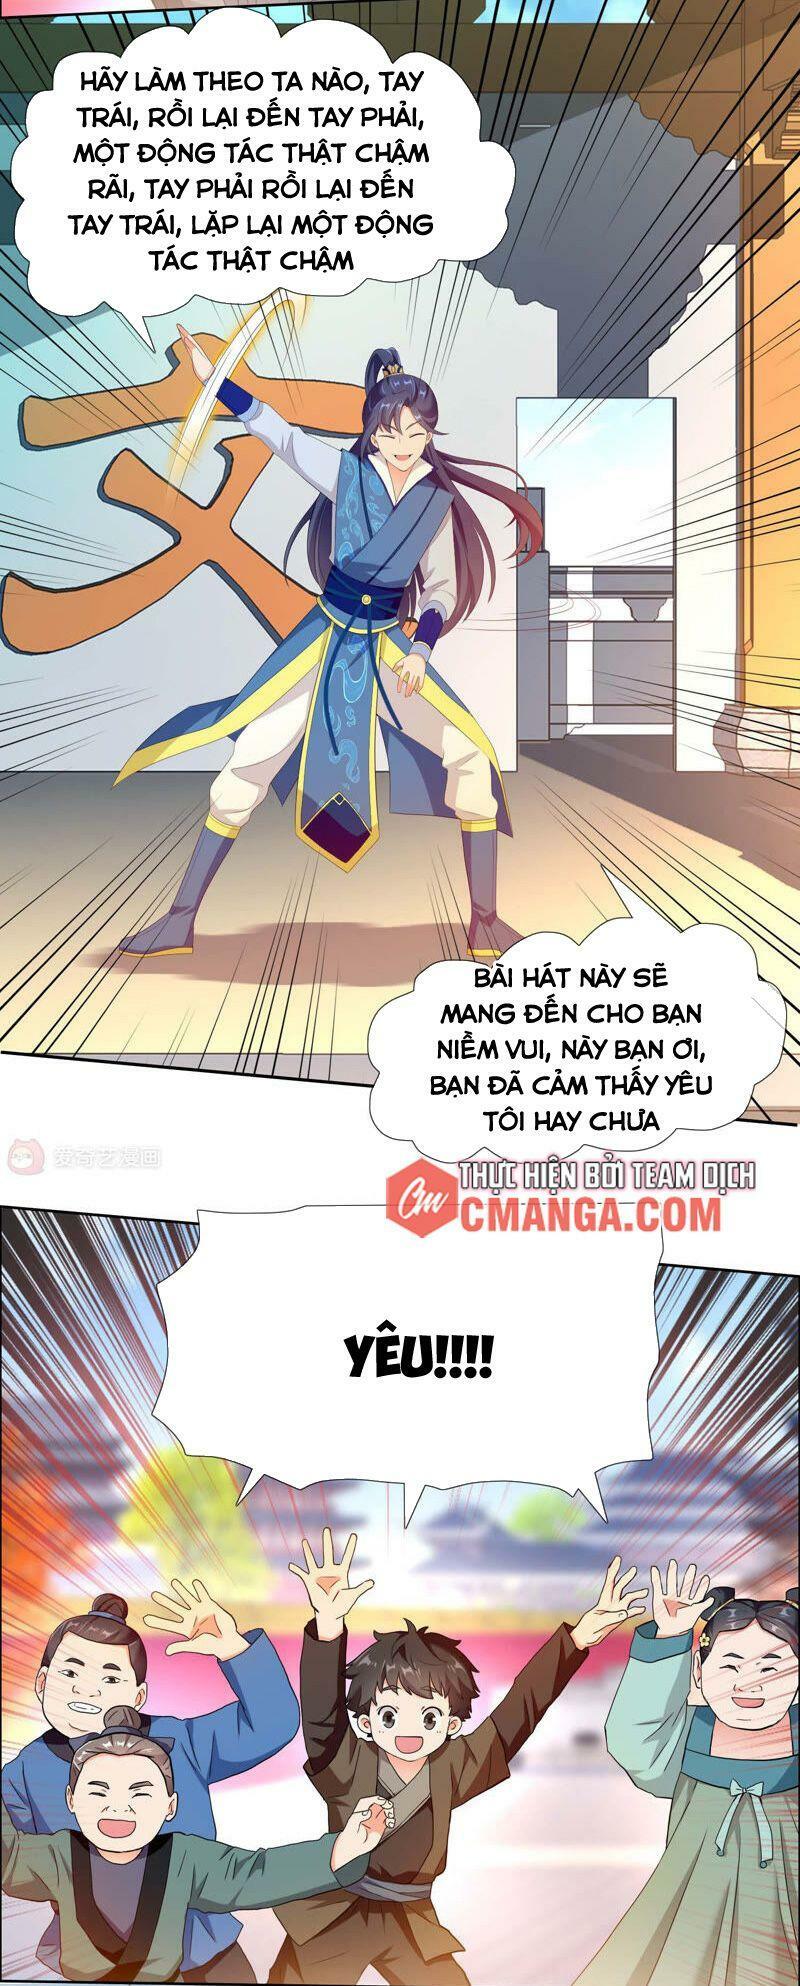 HÃY LÀM THEO TA NÀO, TAY
TRÁI, RỒI LẠI ĐẾN TAY PHẢI,
MỘT ĐỘNG TÁC THẬT CHẬM
RÃI, TAY PHẢI RỒI LẠI ĐẾN
TAY TRÁI, LẶP LẠI MỘT ĐỘNG
TÁC THẬT CHẬM
BÀI HÁT NÀY SẼ
MANG ĐẾN CHO BẠN
NIỀM VUI, NÀY BẠN ƠI,
BẠN ĐÃ CẢM THẤY YÊU
TÔI HAY CHƯA
爱奇艺漫画
CM
THỰC HIỆN BỞI TEAM DỊCH
CMANGA.COM
YÊU!!!!